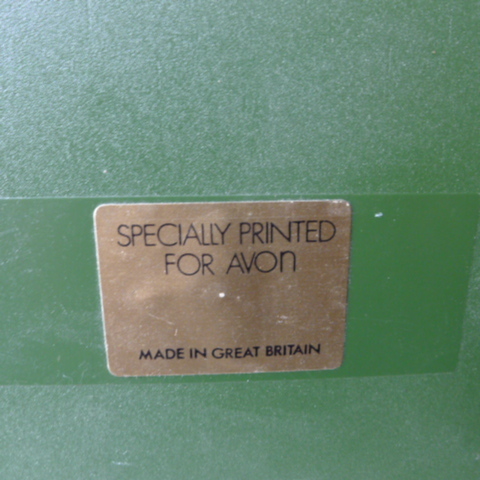 SPECIALLY PRINTED
FOR AVON
MADE IN GREAT BRITAIN